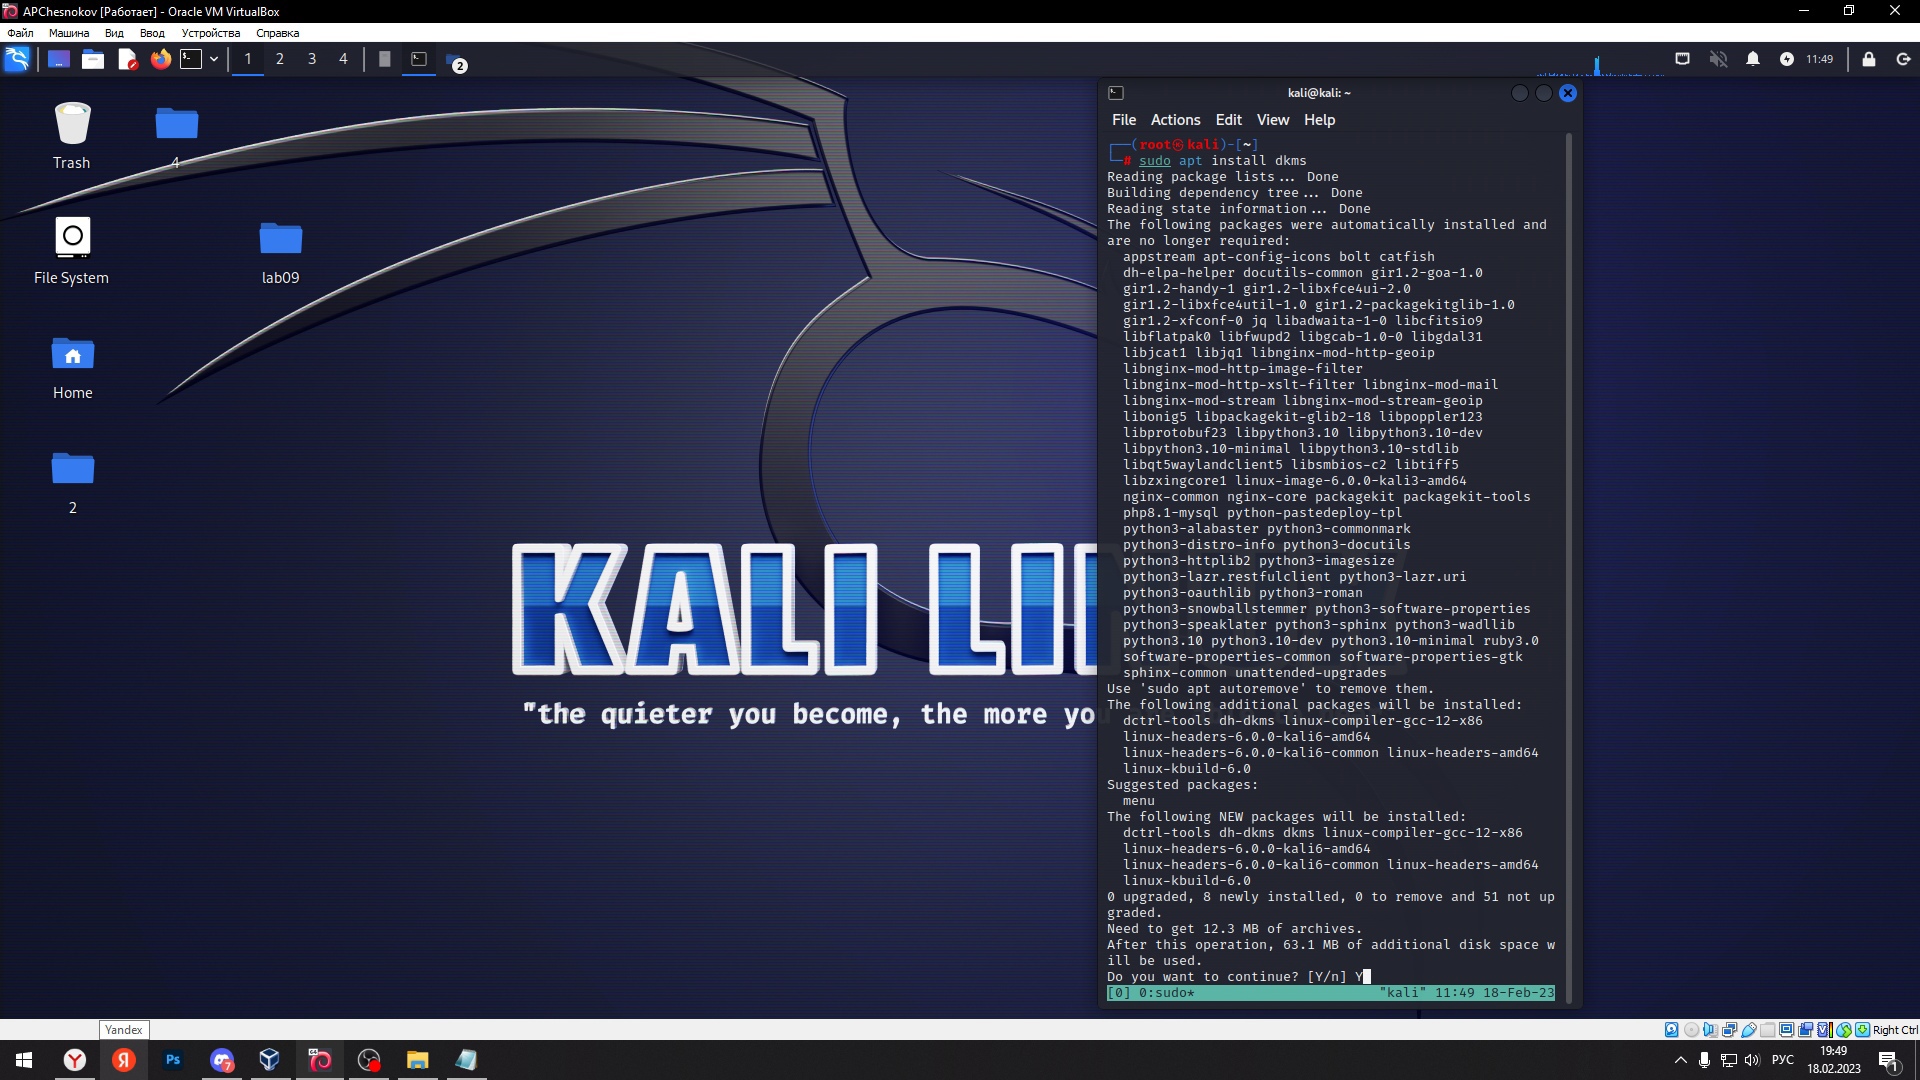 APChesnokov [Работает] - Oracle VM VirtualBox
Файл Машина Вид Ввод Устройства Справка
1 2 3 4 2 11:49
Trash
4
File System
lab09
Home
2
KALI LIN
"the quieter you become, the more you
kali@kali: ~
File Actions Edit View Help
┌──(root㉿kali)-[~]
└─# sudo apt install dkms
Reading package lists... Done
Building dependency tree... Done
Reading state information... Done
The following packages were automatically installed and
are no longer required:
appstream apt-config-icons bolt catfish
dh-elpa-helper docutils-common gir1.2-goa-1.0
gir1.2-handy-1 gir1.2-libxfce4ui-2.0
gir1.2-libxfce4util-1.0 gir1.2-packagekitglib-1.0
gir1.2-xfconf-0 jq libadwaita-1-0 libcfitsio9
libflatpak0 libfwupd2 libgcab-1.0-0 libgdal31
libjcat1 libjq1 libnginx-mod-http-geoip
libnginx-mod-http-image-filter
libnginx-mod-http-xslt-filter libnginx-mod-mail
libnginx-mod-stream libnginx-mod-stream-geoip
libonig5 libpackagekit-glib2-18 libpoppler123
libprotobuf23 libpython3.10 libpython3.10-dev
libpython3.10-minimal libpython3.10-stdlib
libqt5waylandclient5 libsmbios-c2 libtiff5
libzxingcore1 linux-image-6.0.0-kali3-amd64
nginx-common nginx-core packagekit packagekit-tools
php8.1-mysql python-pastedeploy-tpl
python3-alabaster python3-commonmark
python3-distro-info python3-docutils
python3-httplib2 python3-imagesize
python3-lazr.restfulclient python3-lazr.uri
python3-oauthlib python3-roman
python3-snowballstemmer python3-software-properties
python3-speaklater python3-sphinx python3-wadllib
python3.10 python3.10-dev python3.10-minimal ruby3.0
software-properties-common software-properties-gtk
sphinx-common unattended-upgrades
Use 'sudo apt autoremove' to remove them.
The following additional packages will be installed:
dctrl-tools dh-dkms linux-compiler-gcc-12-x86
linux-headers-6.0.0-kali6-amd64
linux-headers-6.0.0-kali6-common linux-headers-amd64
linux-kbuild-6.0
Suggested packages:
menu
The following NEW packages will be installed:
dctrl-tools dh-dkms dkms linux-compiler-gcc-12-x86
linux-headers-6.0.0-kali6-amd64
linux-headers-6.0.0-kali6-common linux-headers-amd64
linux-kbuild-6.0
0 upgraded, 8 newly installed, 0 to remove and 51 not up
graded.
Need to get 12.3 MB of archives.
After this operation, 63.1 MB of additional disk space w
ill be used.
Do you want to continue? [Y/n] Y
[0] 0:sudo* "kali" 11:49 18-Feb-23
Yandex
Right Ctrl
Y Я Ps 7 РУС 19:49
18.02.2023 1